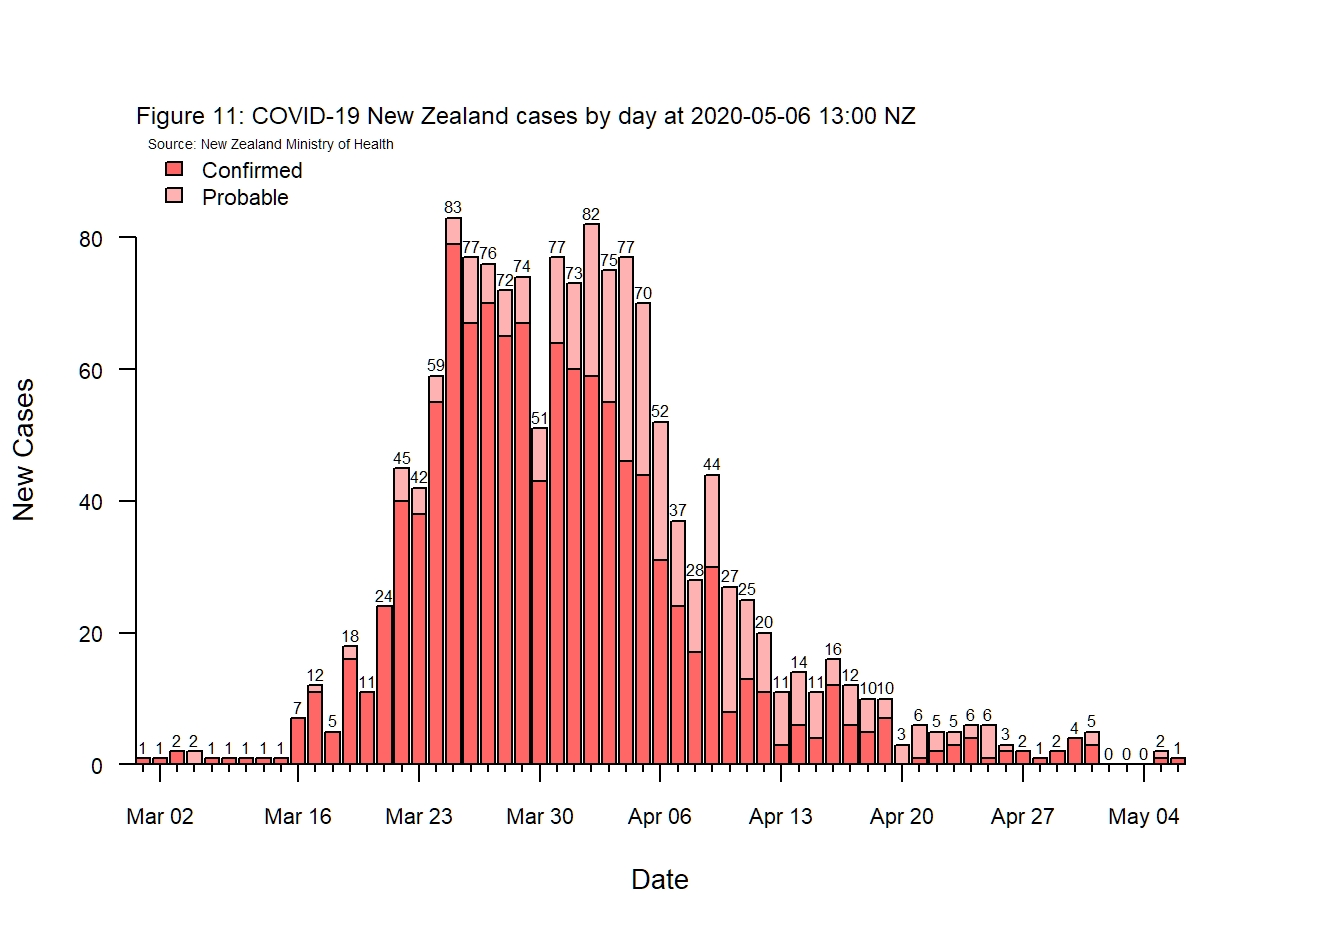 Figure 11: COVID-19 New Zealand cases by day at 2020-05-06 13:00 NZ
Source: New Zealand Ministry of Health
Confirmed
Probable
New Cases
80
60
40
20
0
1 1 2 2 1 1 1 1 1 7 12 5 18 11 24 45 42 59 83 77 76 72 74 51 77 73 82 75 77 70 52 37 28 44 27 25 20 11 14 11 16 12 10 10 3 6 5 5 6 6 3 2 1 2 4 5 0 0 0 2 1
Mar 02 Mar 16 Mar 23 Mar 30 Apr 06 Apr 13 Apr 20 Apr 27 May 04
Date